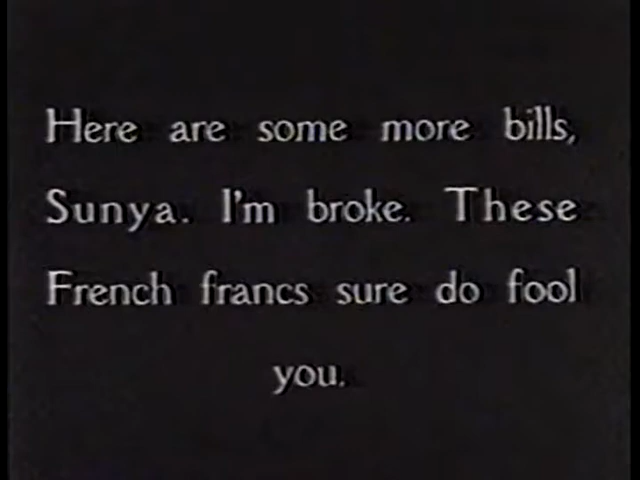 Here are some more bills,
Sunya. I'm broke. These
French francs sure do fool
you.